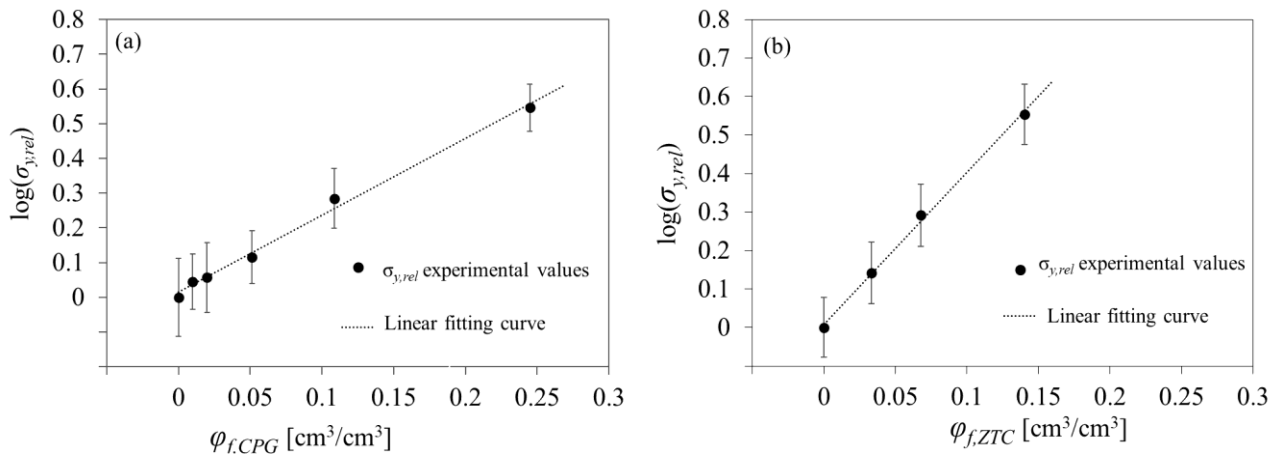 (a)
0.8
0.7
0.6
0.5
0.4
0.3
0.2
0.1
0
log(σy,rel)
σy,rel experimental values
Linear fitting curve
0 0.05 0.1 0.15 0.2 0.25 0.3
φf.CPG [cm³/cm³]
(b)
0.8
0.7
0.6
0.5
0.4
0.3
0.2
0.1
0
log(σy,rel)
σy,rel experimental values
Linear fitting curve
0 0.05 0.1 0.15 0.2 0.25 0.3
φf,ZTC [cm³/cm³]